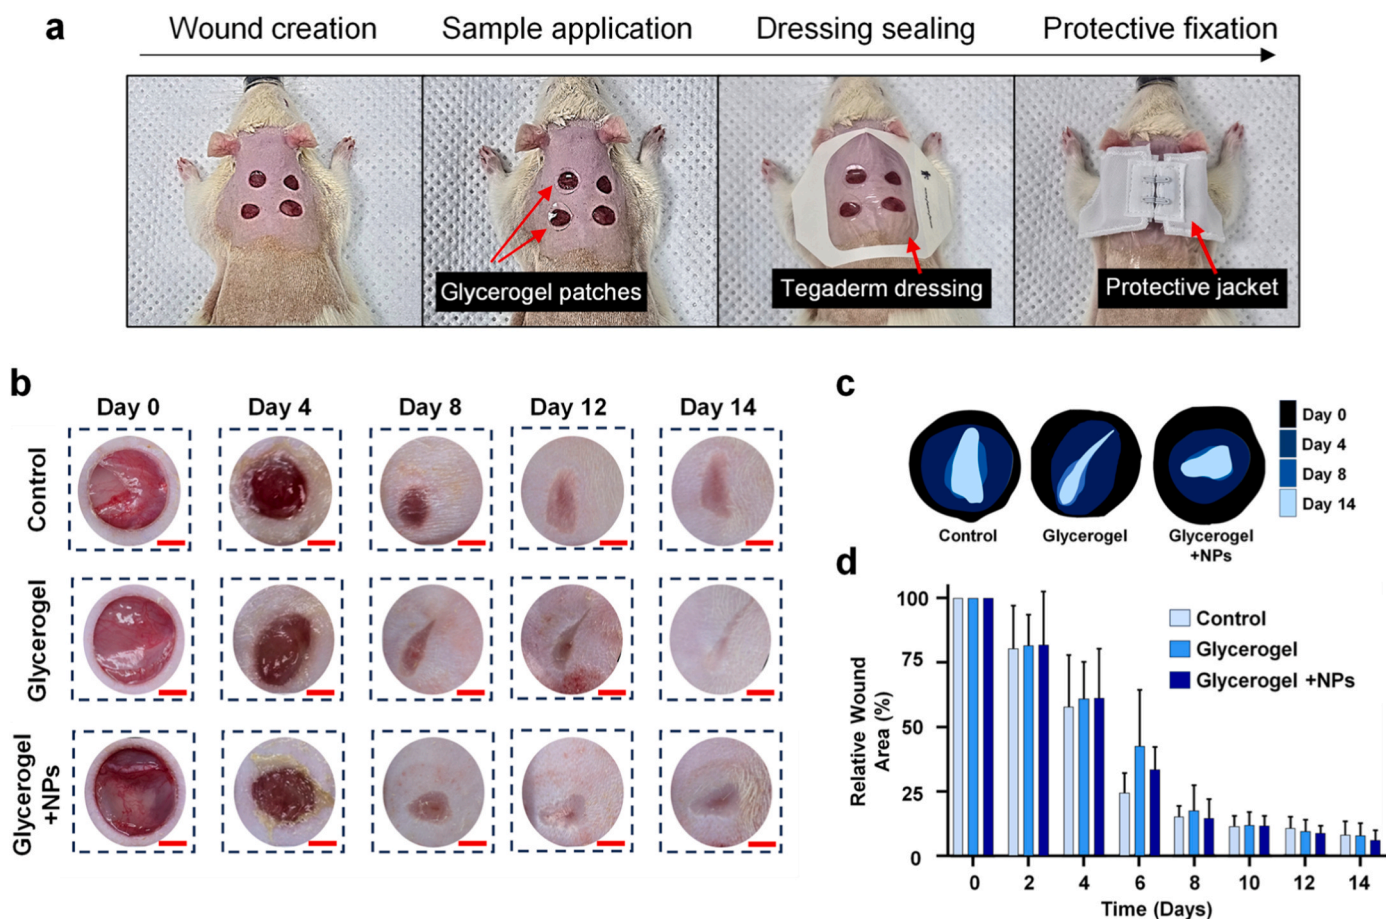 a
Wound creation
Sample application
Dressing sealing
Protective fixation
Glycerogel patches
Tegaderm dressing
Protective jacket
b
Day 0
Day 4
Day 8
Day 12
Day 14
Control
Glycerogel
Glycerogel
+NPs
c
Day 0
Day 4
Day 8
Day 14
Control
Glycerogel
Glycerogel
+NPs
d
Relative Wound
Area (%)
100
75
50
25
0
Control
Glycerogel
Glycerogel +NPs
0
2
4
6
8
10
12
14
Time (Days)